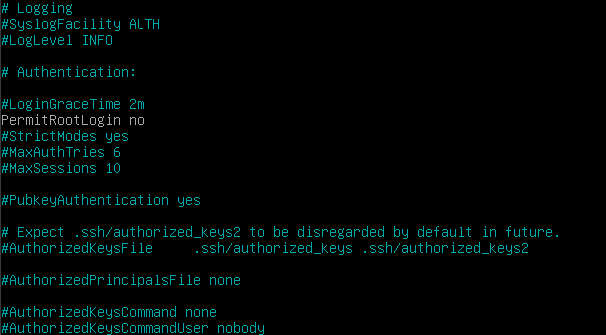 # Logging
#SyslogFacility ALTH
#LogLevel INFO
# Authentication:
#LoginGraceTime 2m
PermitRootLogin no
#StrictModes yes
#MaxAuthTries 6
#MaxSessions 10
#PubkeyAuthentication yes
# Expect .ssh/authorized_keys2 to be disregarded by default in future.
#AuthorizedKeysFile .ssh/authorized_keys .ssh/authorized_keys2
#AuthorizedPrincipalsFile none
#AuthorizedKeysCommand none
#AuthorizedKeysCommandUser nobody